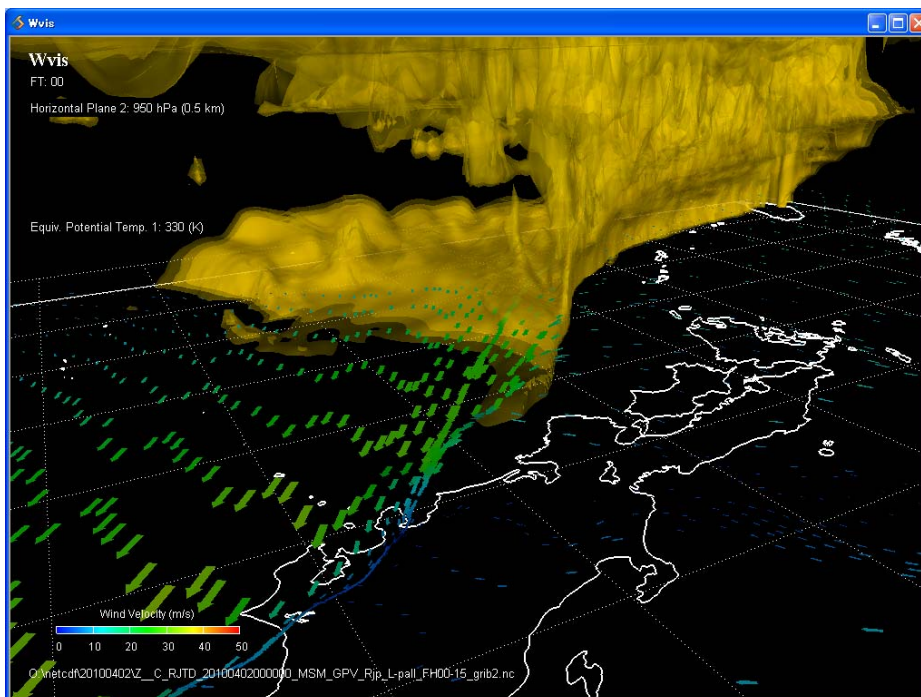 Wvis
Wvis
FT: 00
Horizontal Plane 2: 950 hPa (0.5 km)
Equiv. Potential Temp. 1: 330 (K)
Wind Velocity (m/s)
0 10 20 30 40 50
O:\netcdf\20100402\Z__C_RJTD_20100402000000_MSM_GPV_Rjp_L-pall_FH00-15_grib2.nc